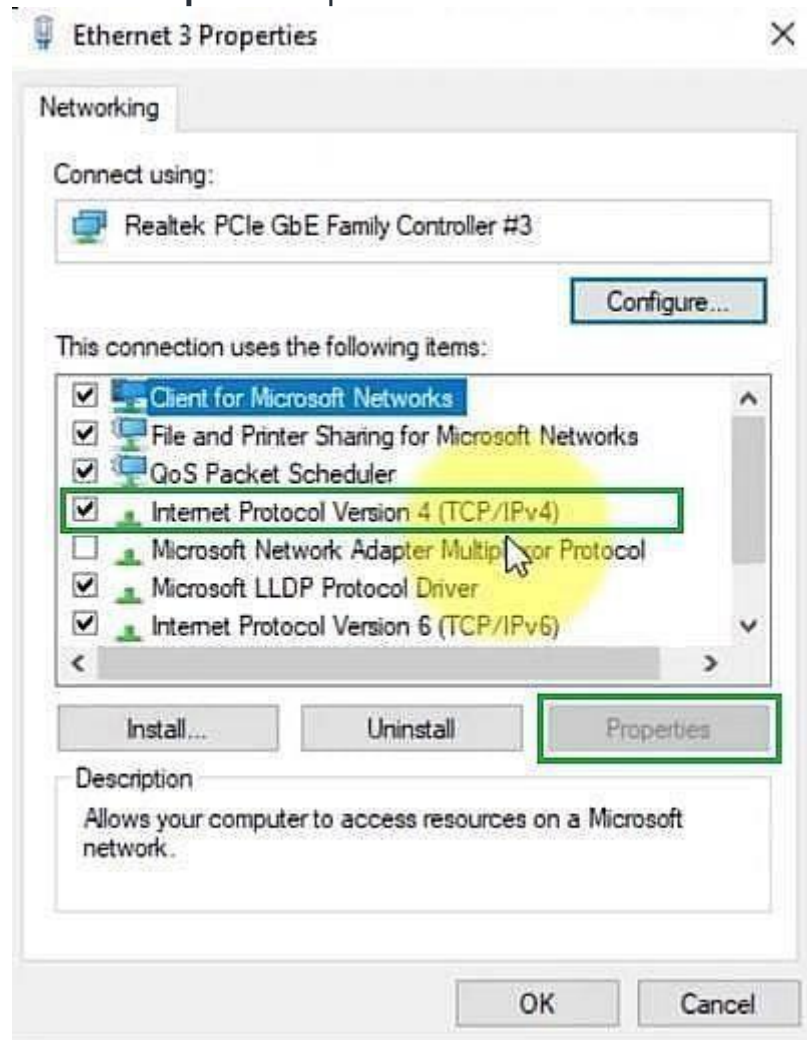 Ethernet 3 Properties
Networking
Connect using:
Realtek PCIe GbE Family Controller #3
Configure...
This connection uses the following items:
Client for Microsoft Networks
File and Printer Sharing for Microsoft Networks
QoS Packet Scheduler
Internet Protocol Version 4 (TCP/IPv4)
Microsoft Network Adapter Multiplexor Protocol
Microsoft LLDP Protocol Driver
Internet Protocol Version 6 (TCP/IPv6)
Install...
Uninstall
Properties
Description
Allows your computer to access resources on a Microsoft
network.
OK
Cancel